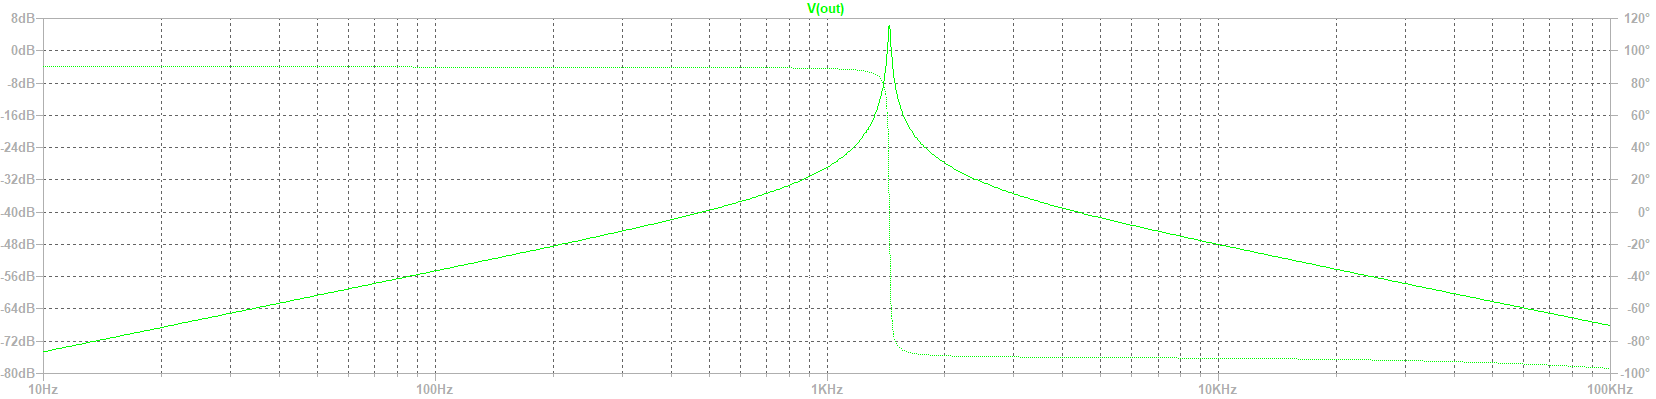 V(out)
8dB 120°
0dB 100°
-8dB 80°
-16dB 60°
-24dB 40°
-32dB 20°
-40dB 0°
-48dB -20°
-56dB -40°
-64dB -60°
-72dB -80°
-80dB -100°
10Hz 100Hz 1KHz 10KHz 100KHz